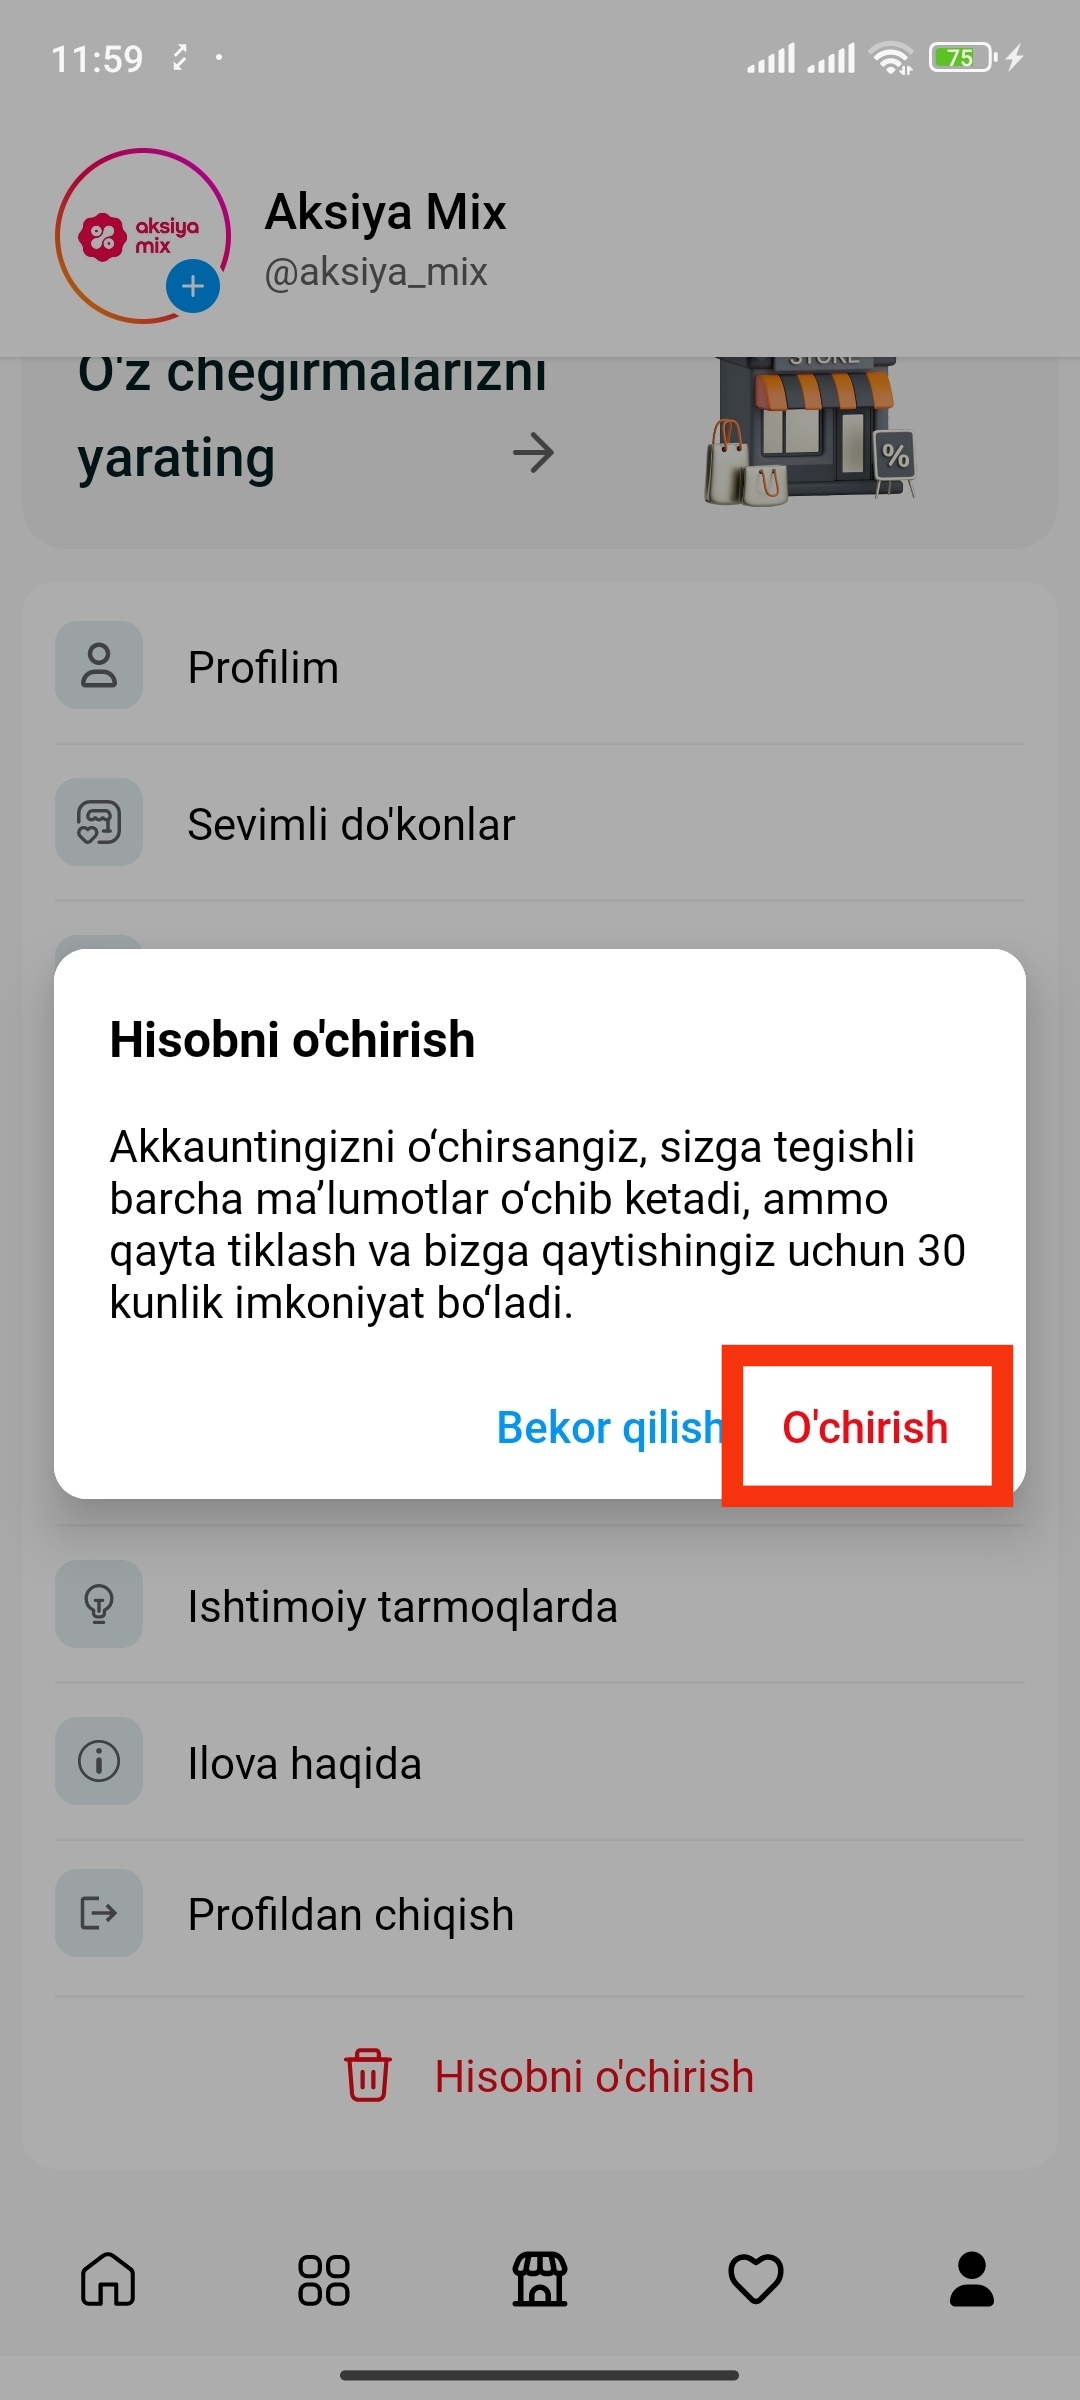 11:59
75
aksiya
mix
Aksiya Mix
@aksiya_mix
O'z chegirmalarizni
yarating
STORE
%
Profilim
Sevimli do'konlar
Hisobni o'chirish
Akkauntingizni o‘chirsangiz, sizga tegishli
barcha ma’lumotlar o‘chib ketadi, ammo
qayta tiklash va bizga qaytishingiz uchun 30
kunlik imkoniyat bo‘ladi.
Bekor qilish
O'chirish
Ishtimoiy tarmoqlarda
Ilova haqida
Profildan chiqish
Hisobni o'chirish